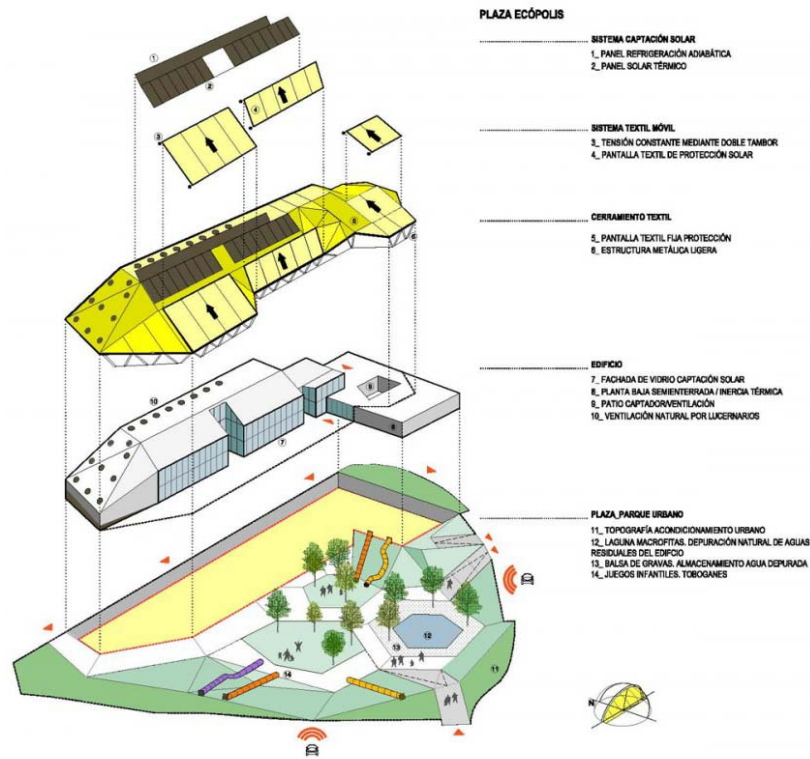 PLAZA ECÓPOLIS
SISTEMA CAPTACIÓN SOLAR
1_ PANEL REFRIGERACIÓN ADIABÁTICA
2_ PANEL SOLAR TÉRMICO
SISTEMA TEXTIL MÓVIL
3_ TENSIÓN CONSTANTE MEDIANTE DOBLE TAMBOR
4_ PANTALLA TEXTIL DE PROTECCIÓN SOLAR
CERRAMIENTO TEXTIL
5_ PANTALLA TEXTIL FIJA PROTECCIÓN
6_ ESTRUCTURA METÁLICA LIGERA
EDIFICIO
7_ FACHADA DE VIDRIO CAPTACIÓN SOLAR
8_ PLANTA BAJA SEMIENTERRADA / INERCIA TÉRMICA
9_ PATIO CAPTADOR/VENTILACIÓN
10_ VENTILACIÓN NATURAL POR LUCERNARIOS
PLAZA_PARQUE URBANO
11_ TOPOGRAFÍA ACONDICIONAMIENTO URBANO
12_ LAGUNA MACROFITAS. DEPURACIÓN NATURAL DE AGUAS
RESIDUALES DEL EDIFCIO
13_ BALSA DE GRAVAS. ALMACENAMIENTO AGUA DEPURADA
14_ JUEGOS INFANTILES. TOBOGANES
1
2
3
4
5
6
10
9
7
8
12
13
14
11
N